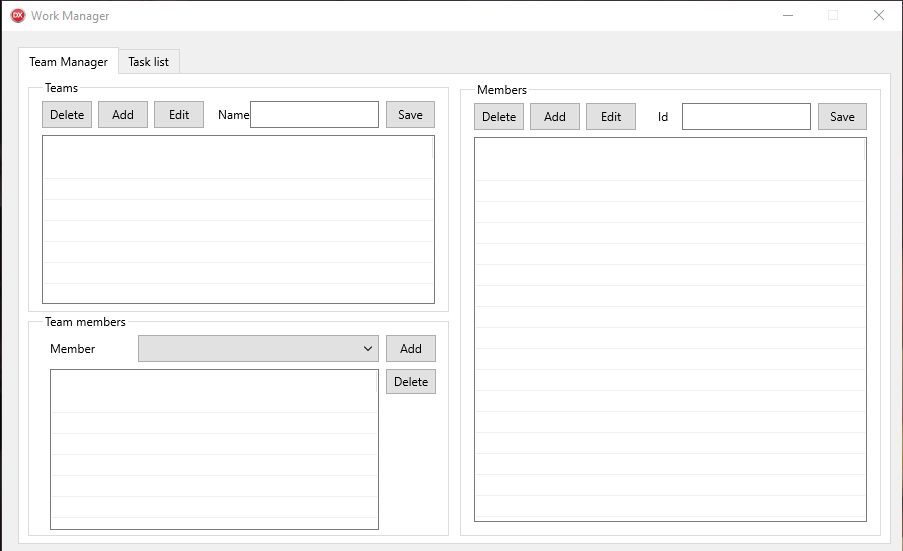 DX Work Manager
Team Manager Task list
Teams
Delete Add Edit Name Save
Members
Delete Add Edit Id Save
Team members
Member Add
Delete